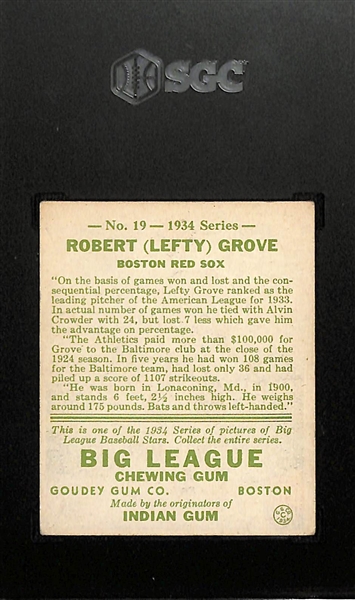 SGC
— No. 19 — 1934 Series —
ROBERT (LEFTY) GROVE
BOSTON RED SOX
"On the basis of games won and lost and the con-
sequential percentage, Lefty Grove ranked as the
leading pitcher of the American League for 1933.
In actual number of games won he tied with Alvin
Crowder with 24, but lost 7 less which gave him
the advantage on percentage.
"The Athletics paid more than $100,000 for
Grove to the Baltimore club at the close of the
1924 season. In five years he had won 108 games
for the Baltimore team, had lost only 36 and had
piled up a score of 1107 strikeouts.
"He was born in Lonaconing, Md., in 1900,
and stands 6 feet, 2½ inches high. He weighs
around 175 pounds. Bats and throws left-handed."
This is one of the 1934 Series of pictures of Big
League Baseball Stars. Collect the entire series.
BIG LEAGUE
CHEWING GUM
GOUDEY GUM CO. BOSTON
Made by the originators of
INDIAN GUM